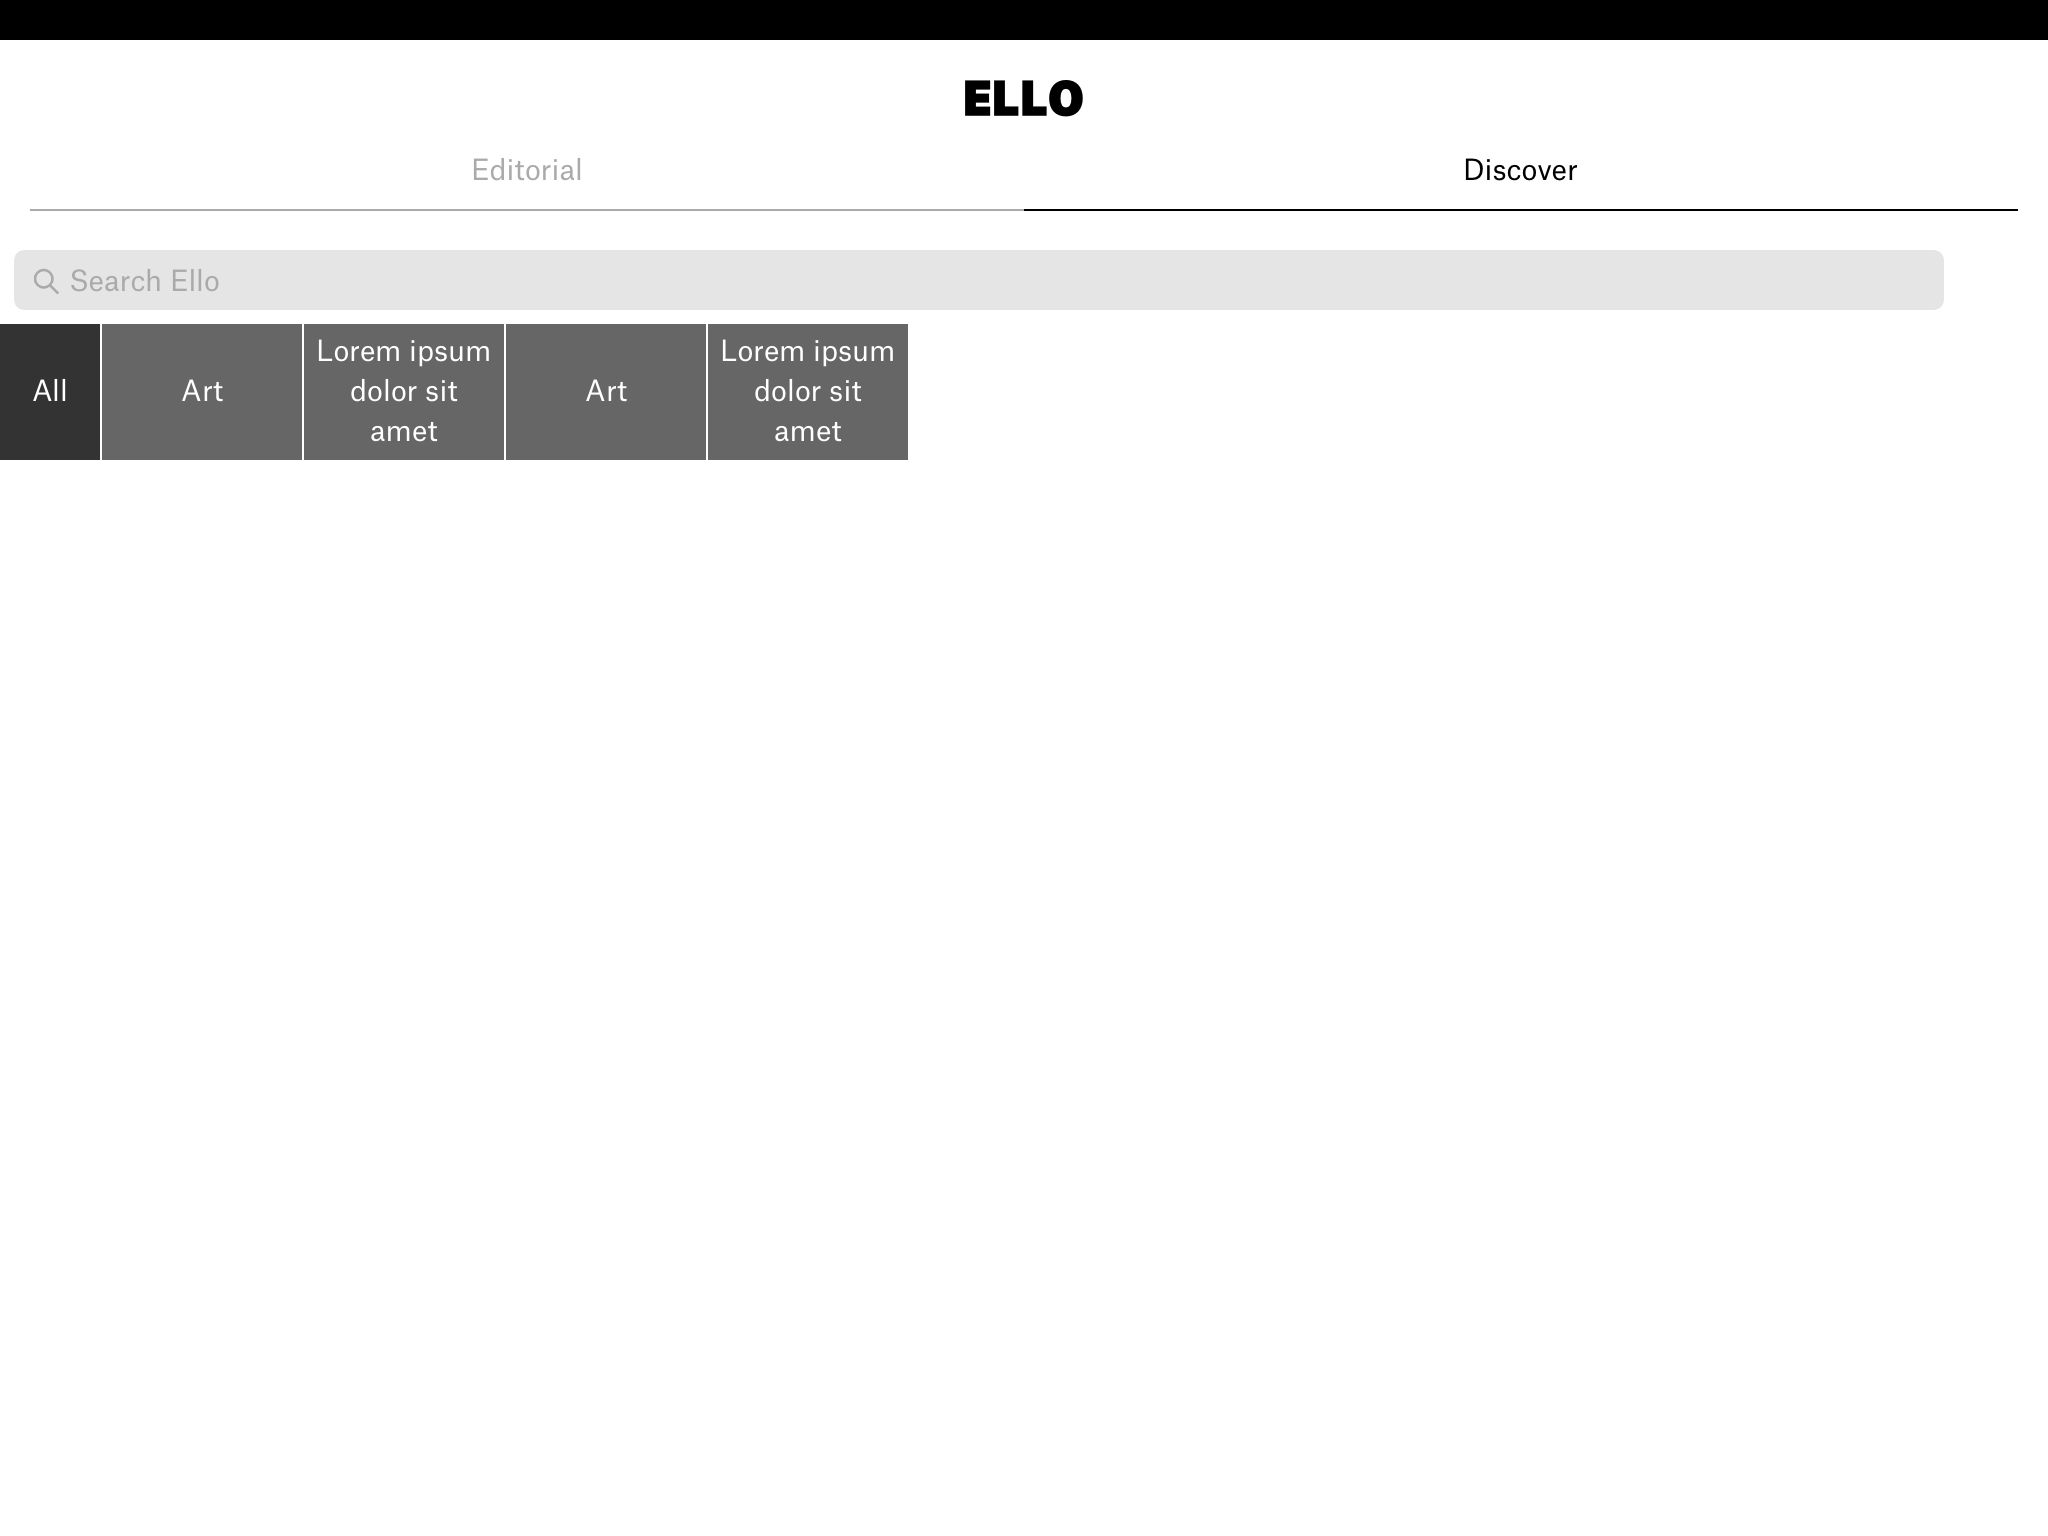 ELLO
Editorial
Discover
Search Ello
All
Art
Lorem ipsum
dolor sit
amet
Art
Lorem ipsum
dolor sit
amet